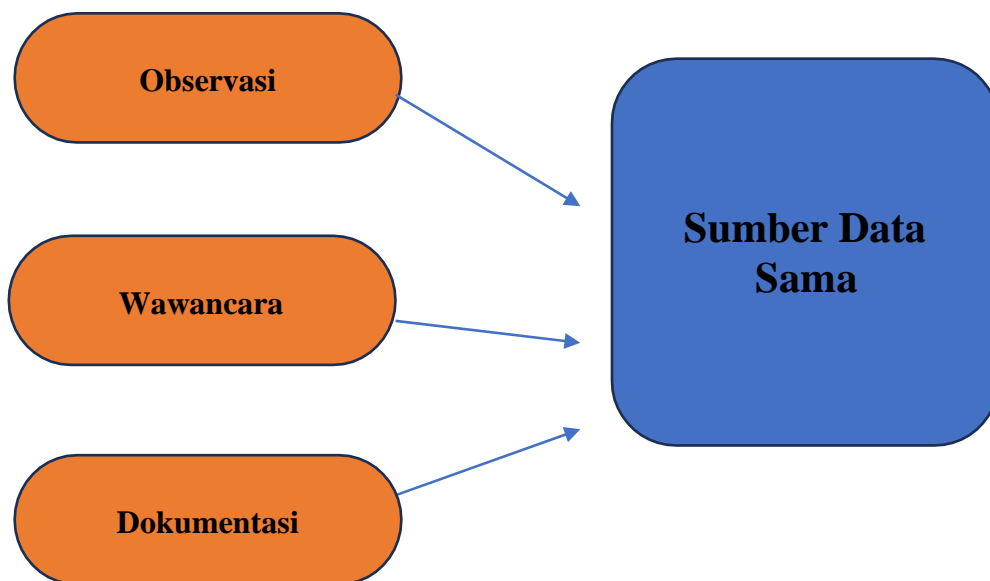 Observasi
Wawancara
Dokumentasi
Sumber Data
Sama